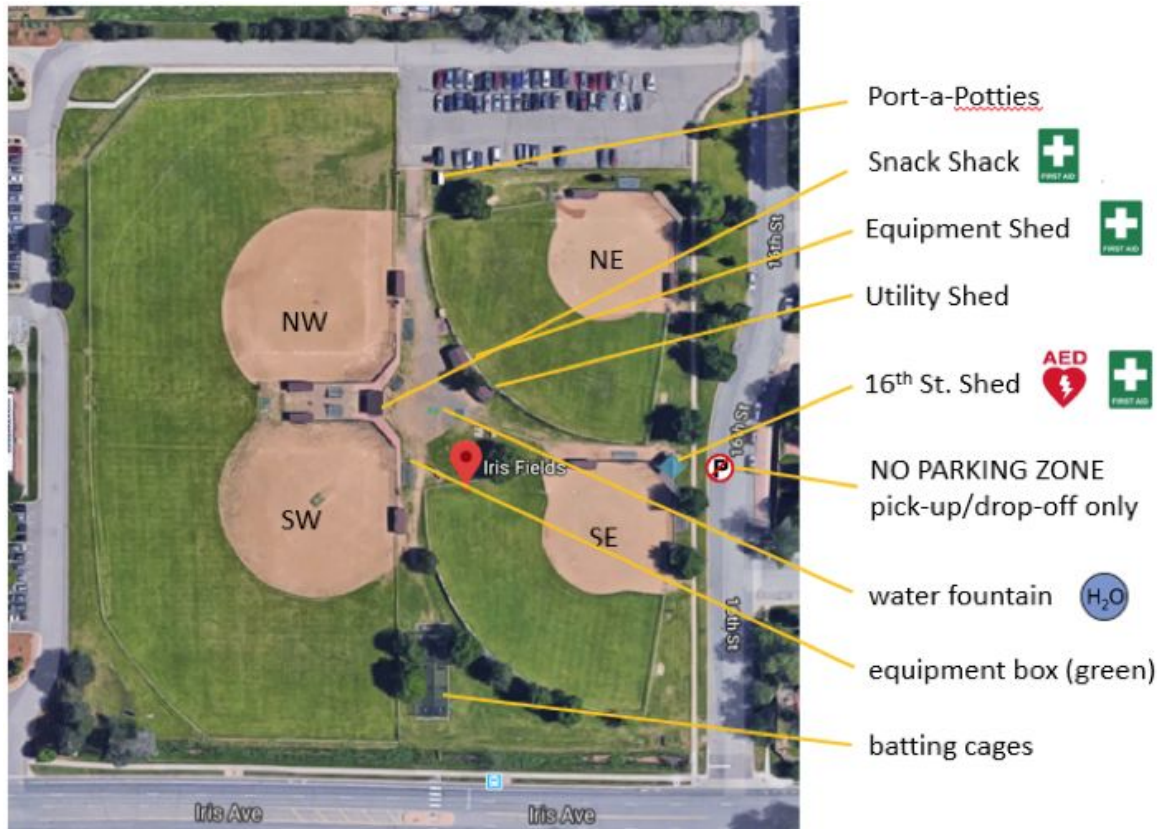 Port-a-Potties
Snack Shack
FIRST AID
Equipment Shed
FIRST AID
Utility Shed
16th St. Shed
AED
FIRST AID
NO PARKING ZONE
pick-up/drop-off only
water fountain
H₂O
equipment box (green)
batting cages
NW
NE
SW
SE
Iris Fields
16th St
16th St
16th St
P
Iris Ave
Iris Ave